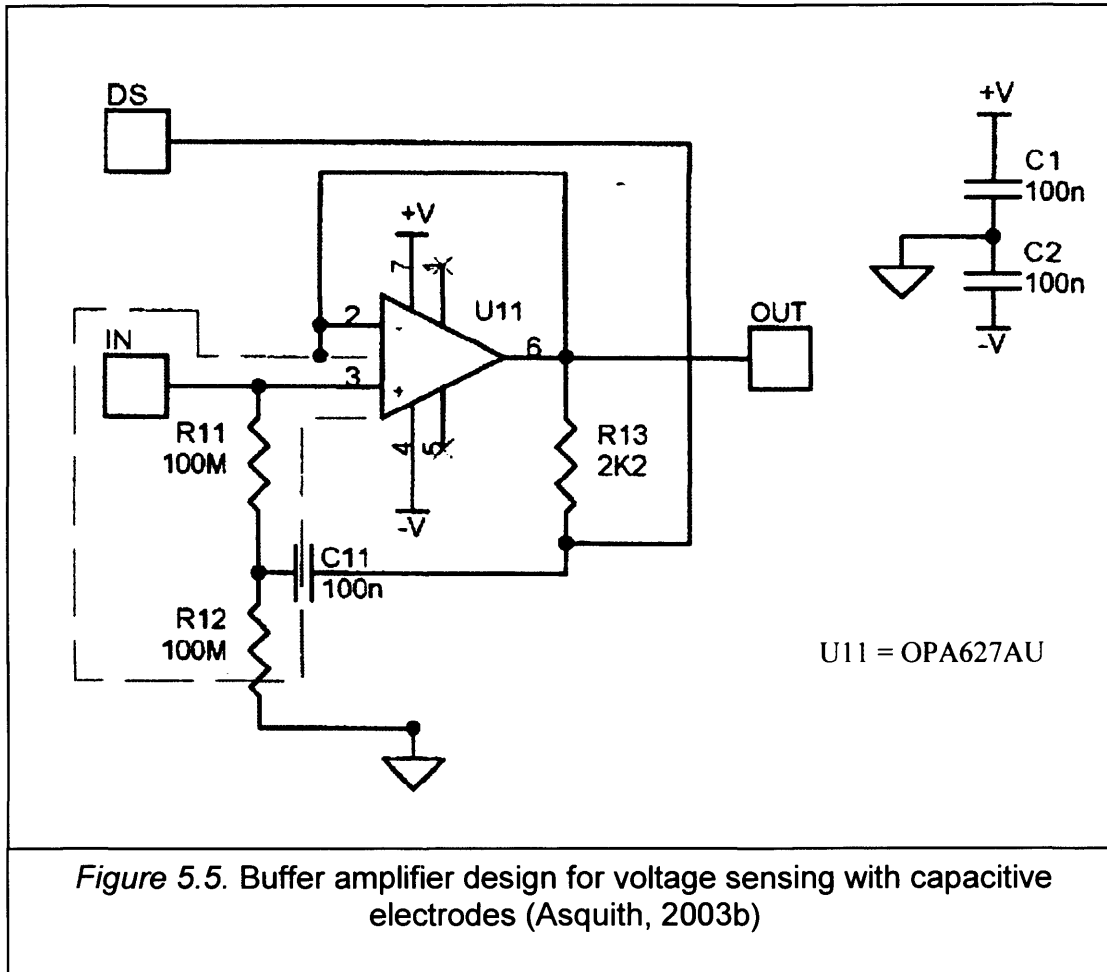 DS
+V
C1
100n
C2
100n
-V
+V
7
1
U11
2
-
IN
3
+
6
OUT
4
5
R11
100M
R13
2K2
-V
C11
100n
R12
100M
U11 = OPA627AU
Figure 5.5. Buffer amplifier design for voltage sensing with capacitive
electrodes (Asquith, 2003b)